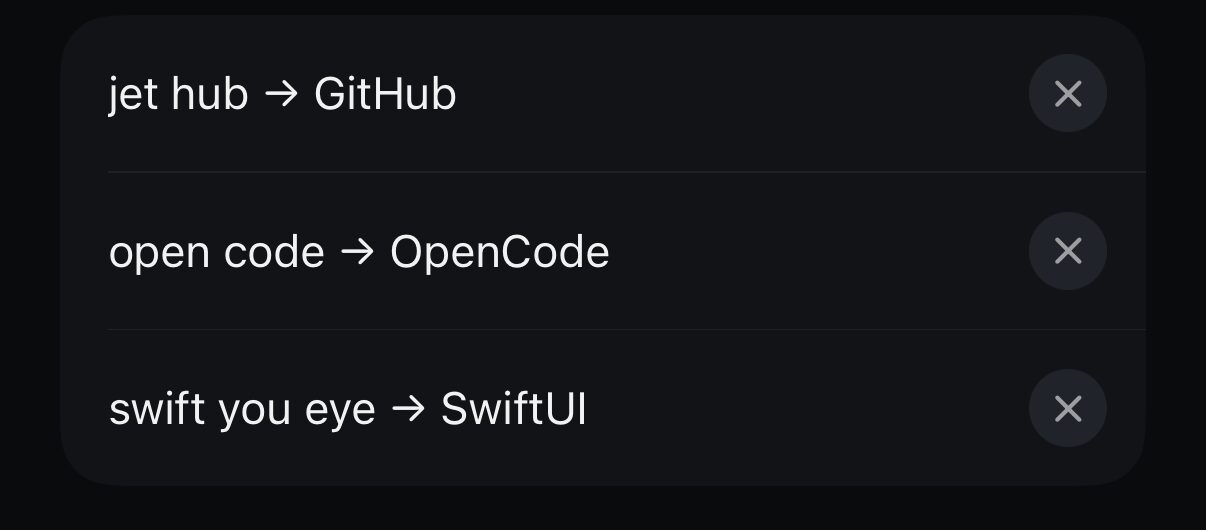 jet hub → GitHub
open code → OpenCode
swift you eye → SwiftUI